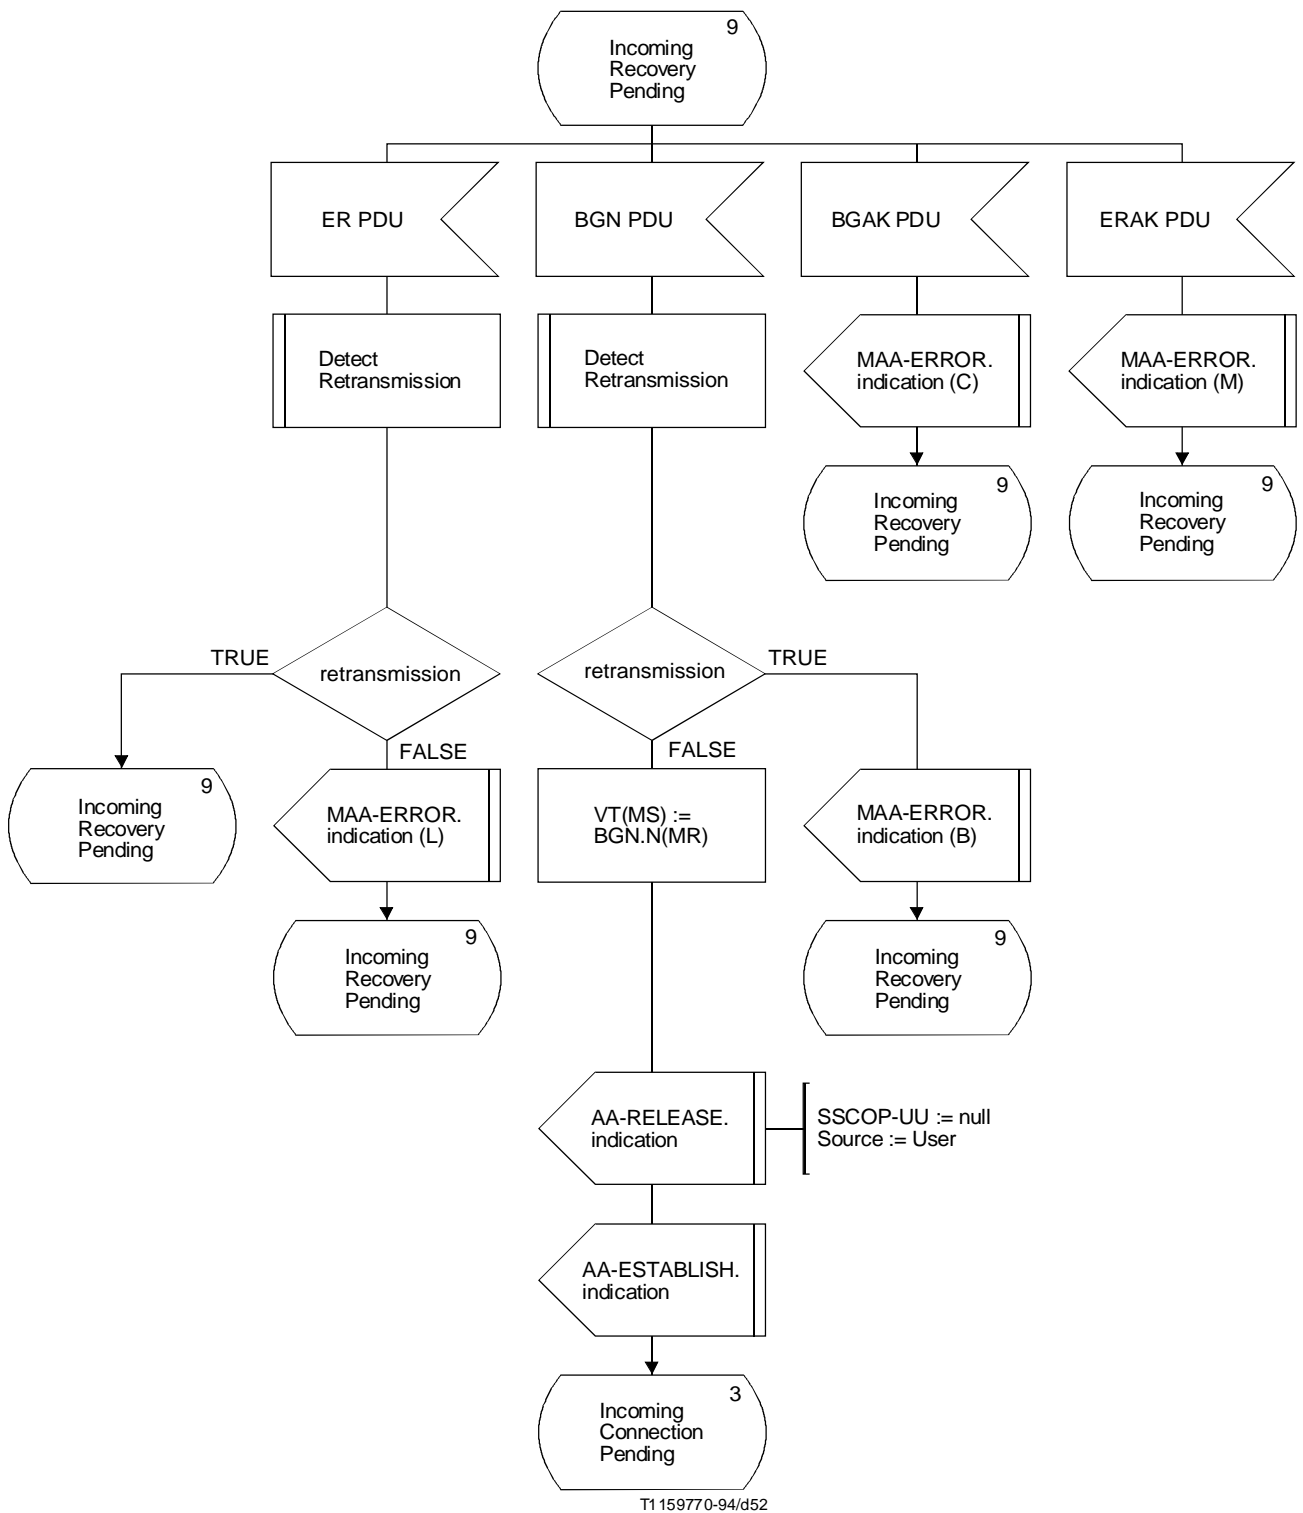 9
Incoming
Recovery
Pending
ER PDU
BGN PDU
BGAK PDU
ERAK PDU
Detect
Retransmission
Detect
Retransmission
MAA-ERROR.
indication (C)
MAA-ERROR.
indication (M)
9
Incoming
Recovery
Pending
9
Incoming
Recovery
Pending
TRUE
retransmission
FALSE
retransmission
TRUE
FALSE
9
Incoming
Recovery
Pending
MAA-ERROR.
indication (L)
VT(MS) :=
BGN.N(MR)
MAA-ERROR.
indication (B)
9
Incoming
Recovery
Pending
9
Incoming
Recovery
Pending
AA-RELEASE.
indication
SSCOP-UU := null
Source := User
AA-ESTABLISH.
indication
3
Incoming
Connection
Pending
T1159770-94/d52